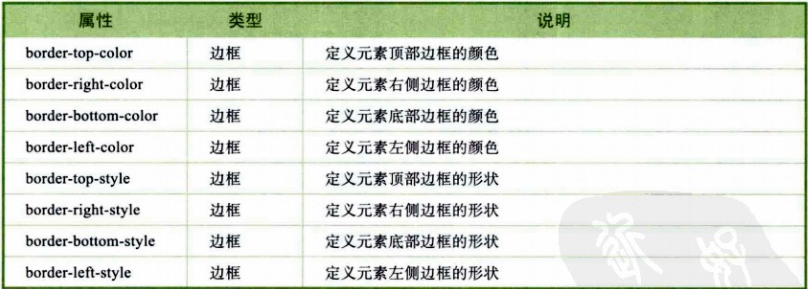 属性 类型 说明
border-top-color 边框 定义元素顶部边框的颜色
border-right-color 边框 定义元素右侧边框的颜色
border-bottom-color 边框 定义元素底部边框的颜色
border-left-color 边框 定义元素左侧边框的颜色
border-top-style 边框 定义元素顶部边框的形状
border-right-style 边框 定义元素右侧边框的形状
border-bottom-style 边框 定义元素底部边框的形状
border-left-style 边框 定义元素左侧边框的形状